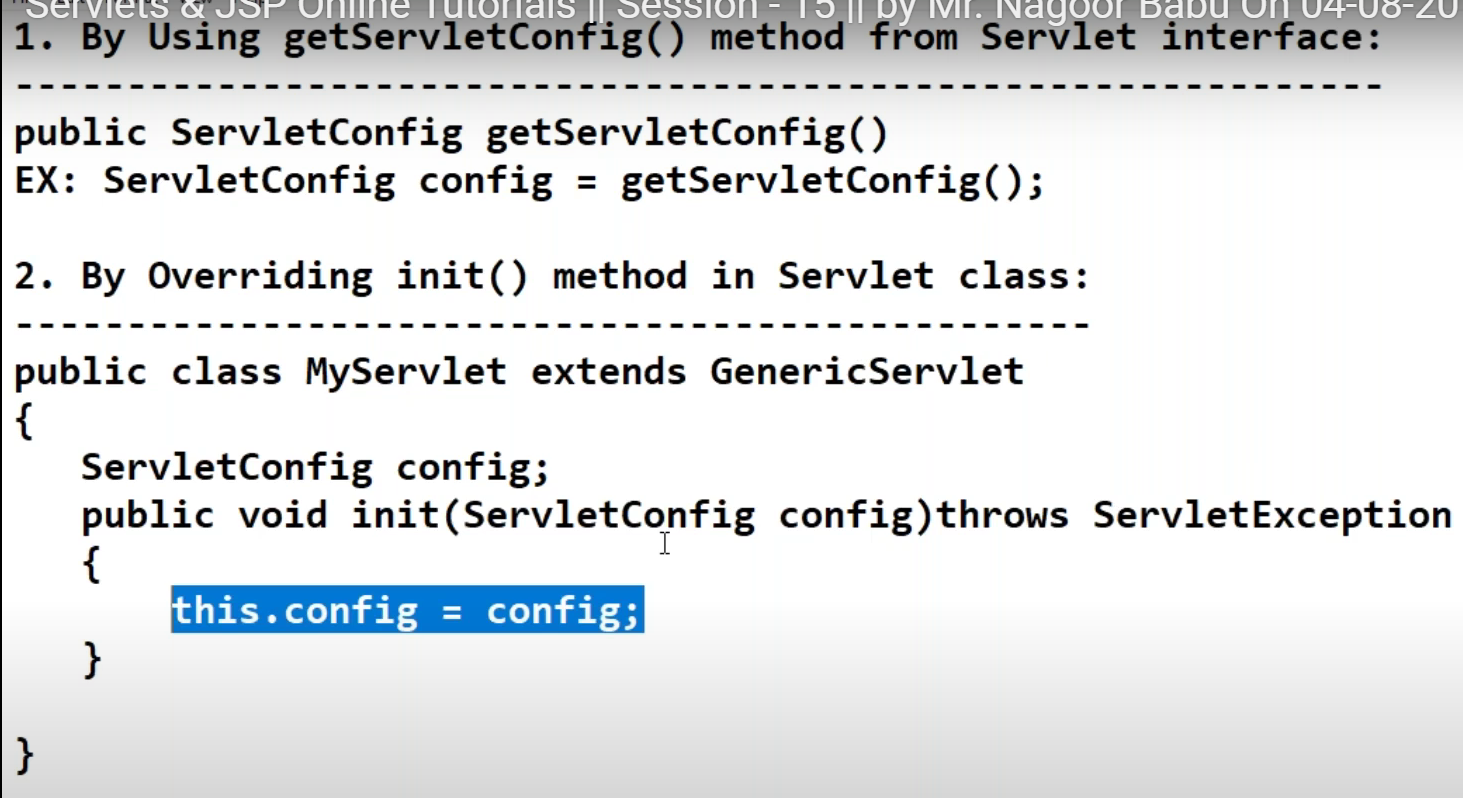 Servlets & JSP Online Tutorials || Session - 15 || by Mr. Nagoor Babu On 04-08-20
1. By Using getServletConfig() method from Servlet interface:
-------------------------------------------------------------
public ServletConfig getServletConfig()
EX: ServletConfig config = getServletConfig();
2. By Overriding init() method in Servlet class:
------------------------------------------------
public class MyServlet extends GenericServlet
{
ServletConfig config;
public void init(ServletConfig config)throws ServletException
{
this.config = config;
}
}